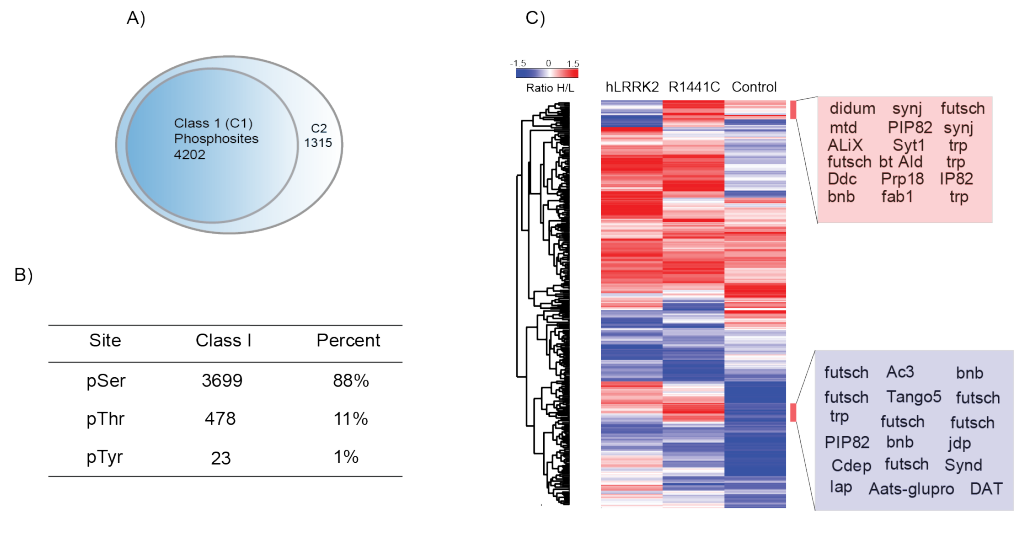 A)
Class 1 (C1)
Phosphosites
4202
C2
1315
B)
Site Class I Percent
pSer 3699 88%
pThr 478 11%
pTyr 23 1%
C)
-1.5 0 1.5
Ratio H/L
hLRRK2 R1441C Control
didum synj futsch
mtd PIP82 synj
ALiX Syt1 trp
futsch bt Ald trp
Ddc Prp18 IP82
bnb fab1 trp
futsch Ac3 bnb
futsch Tango5 futsch
trp futsch futsch
PIP82 bnb jdp
Cdep futsch Synd
lap Aats-glupro DAT